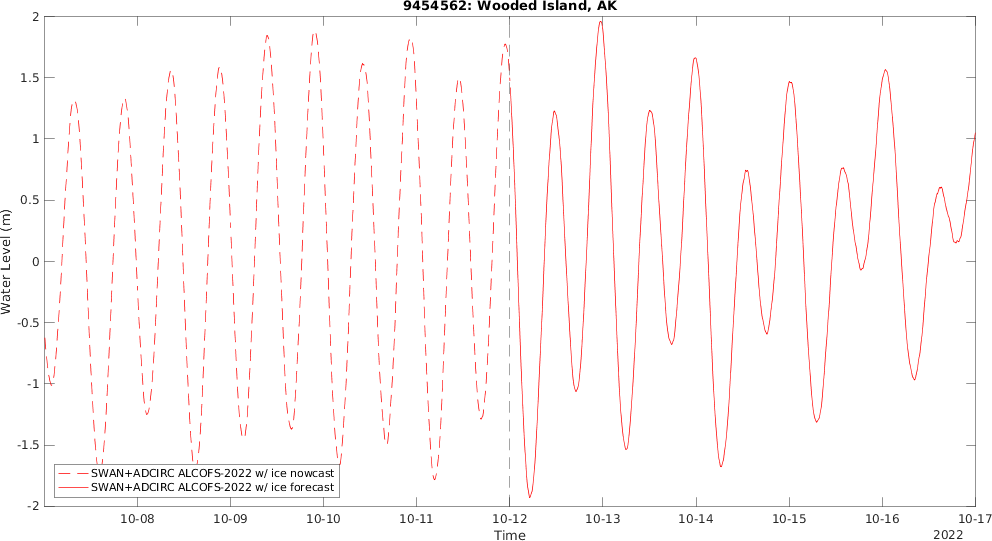 9454562: Wooded Island, AK
2
1.5
1
0.5
0
-0.5
-1
-1.5
-2
Water Level (m)
SWAN+ADCIRC ALCOFS-2022 w/ ice nowcast
SWAN+ADCIRC ALCOFS-2022 w/ ice forecast
10-08 10-09 10-10 10-11 10-12 10-13 10-14 10-15 10-16 10-17
Time
2022